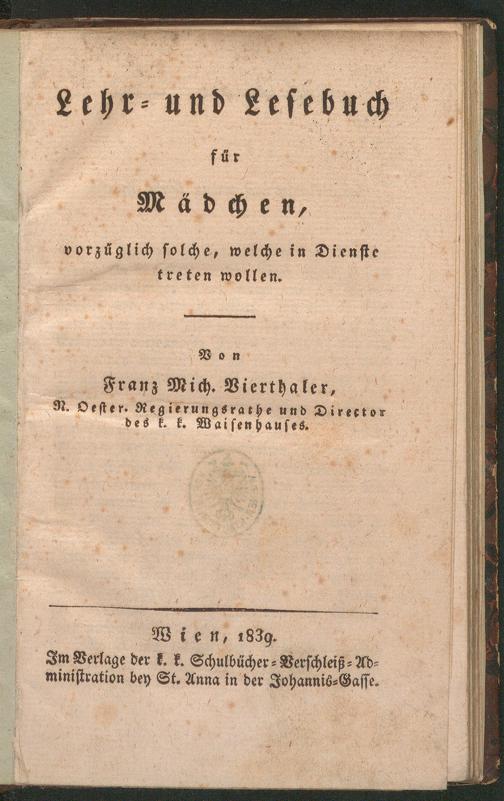 Lehr- und Lesebuch
für
Mädchen,
vorzüglich solche, welche in Dienste
treten wollen.
Von
Franz Mich. Vierthaler,
N. Oester. Regierungsrathe und Director
des k. k. Waisenhauses.
Wien, 1839.
Im Verlage der k. k. Schulbücher-Verschleiß-Ad-
ministration bey St. Anna in der Johannis-Gasse.